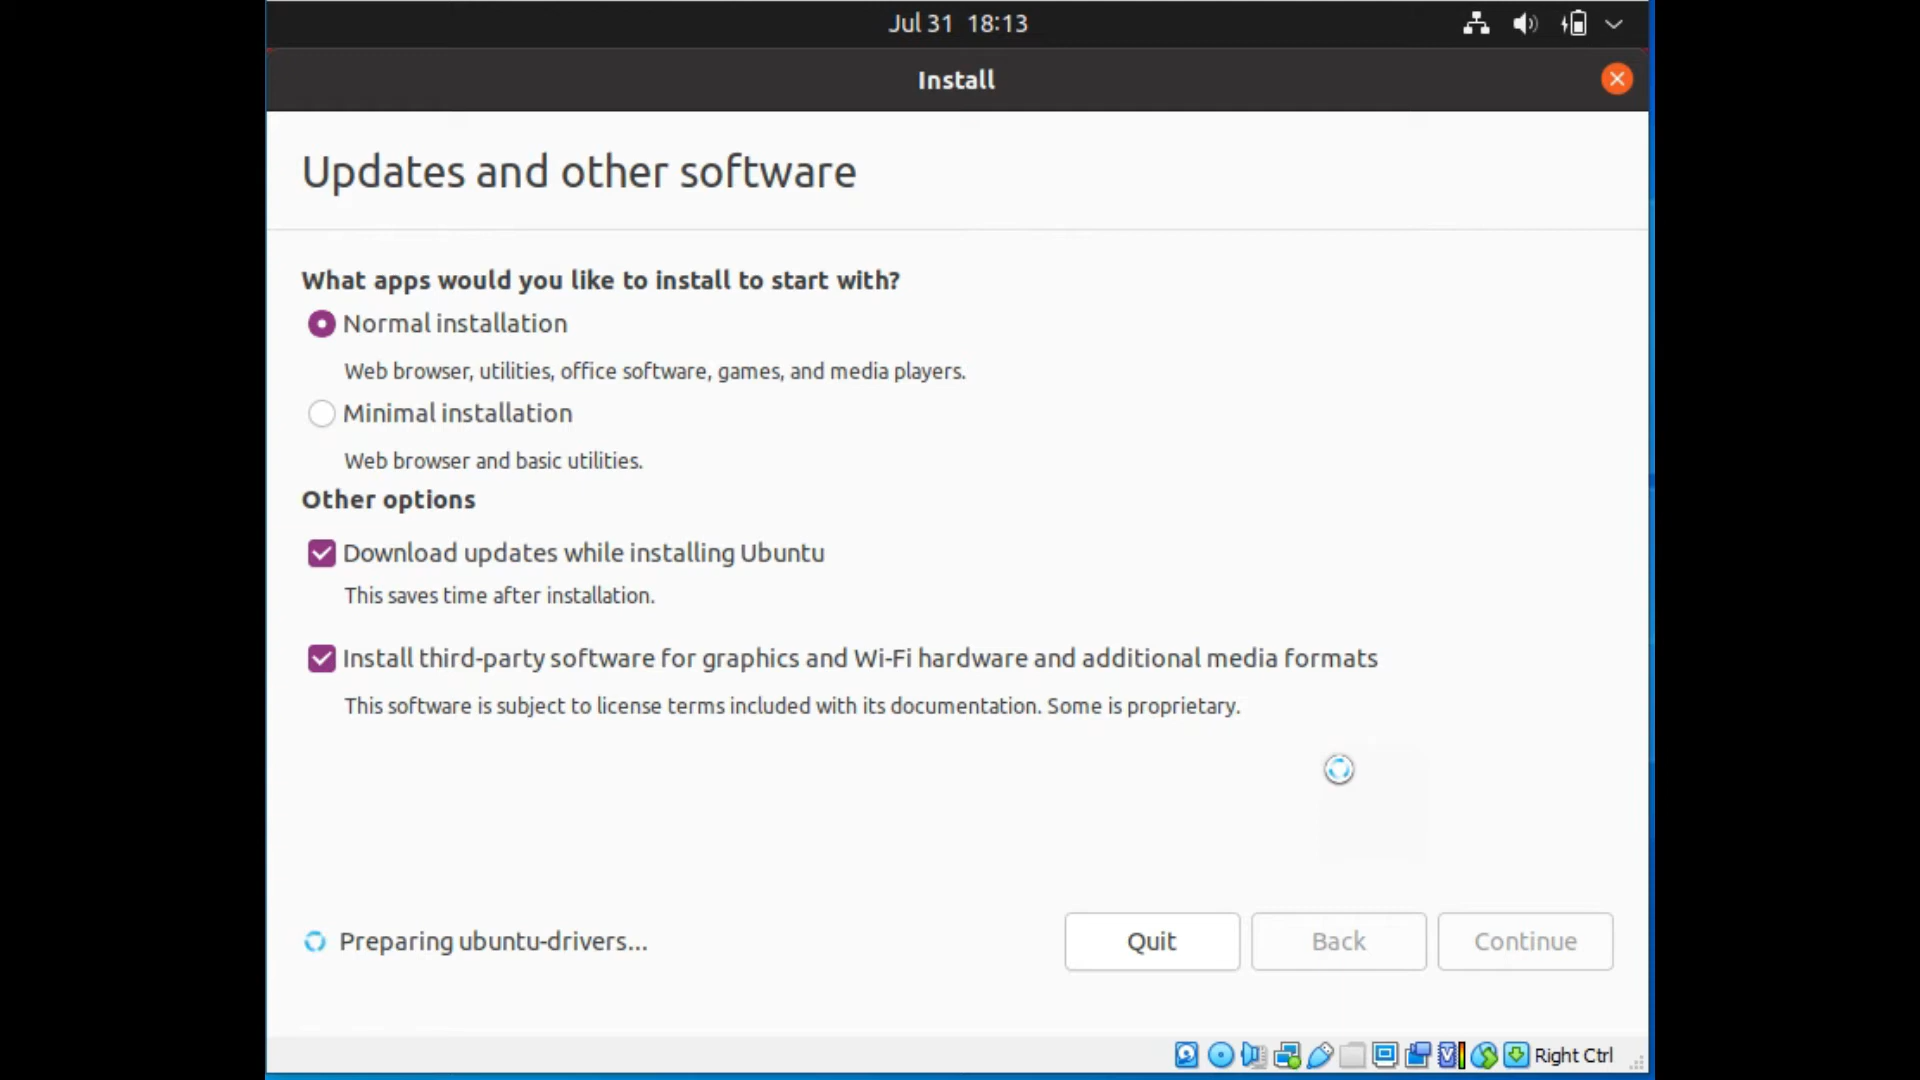 Jul 31 18:13
Install
Updates and other software
What apps would you like to install to start with?
Normal installation
Web browser, utilities, office software, games, and media players.
Minimal installation
Web browser and basic utilities.
Other options
Download updates while installing Ubuntu
This saves time after installation.
Install third-party software for graphics and Wi-Fi hardware and additional media formats
This software is subject to license terms included with its documentation. Some is proprietary.
Preparing ubuntu-drivers... Quit Back Continue
Right Ctrl